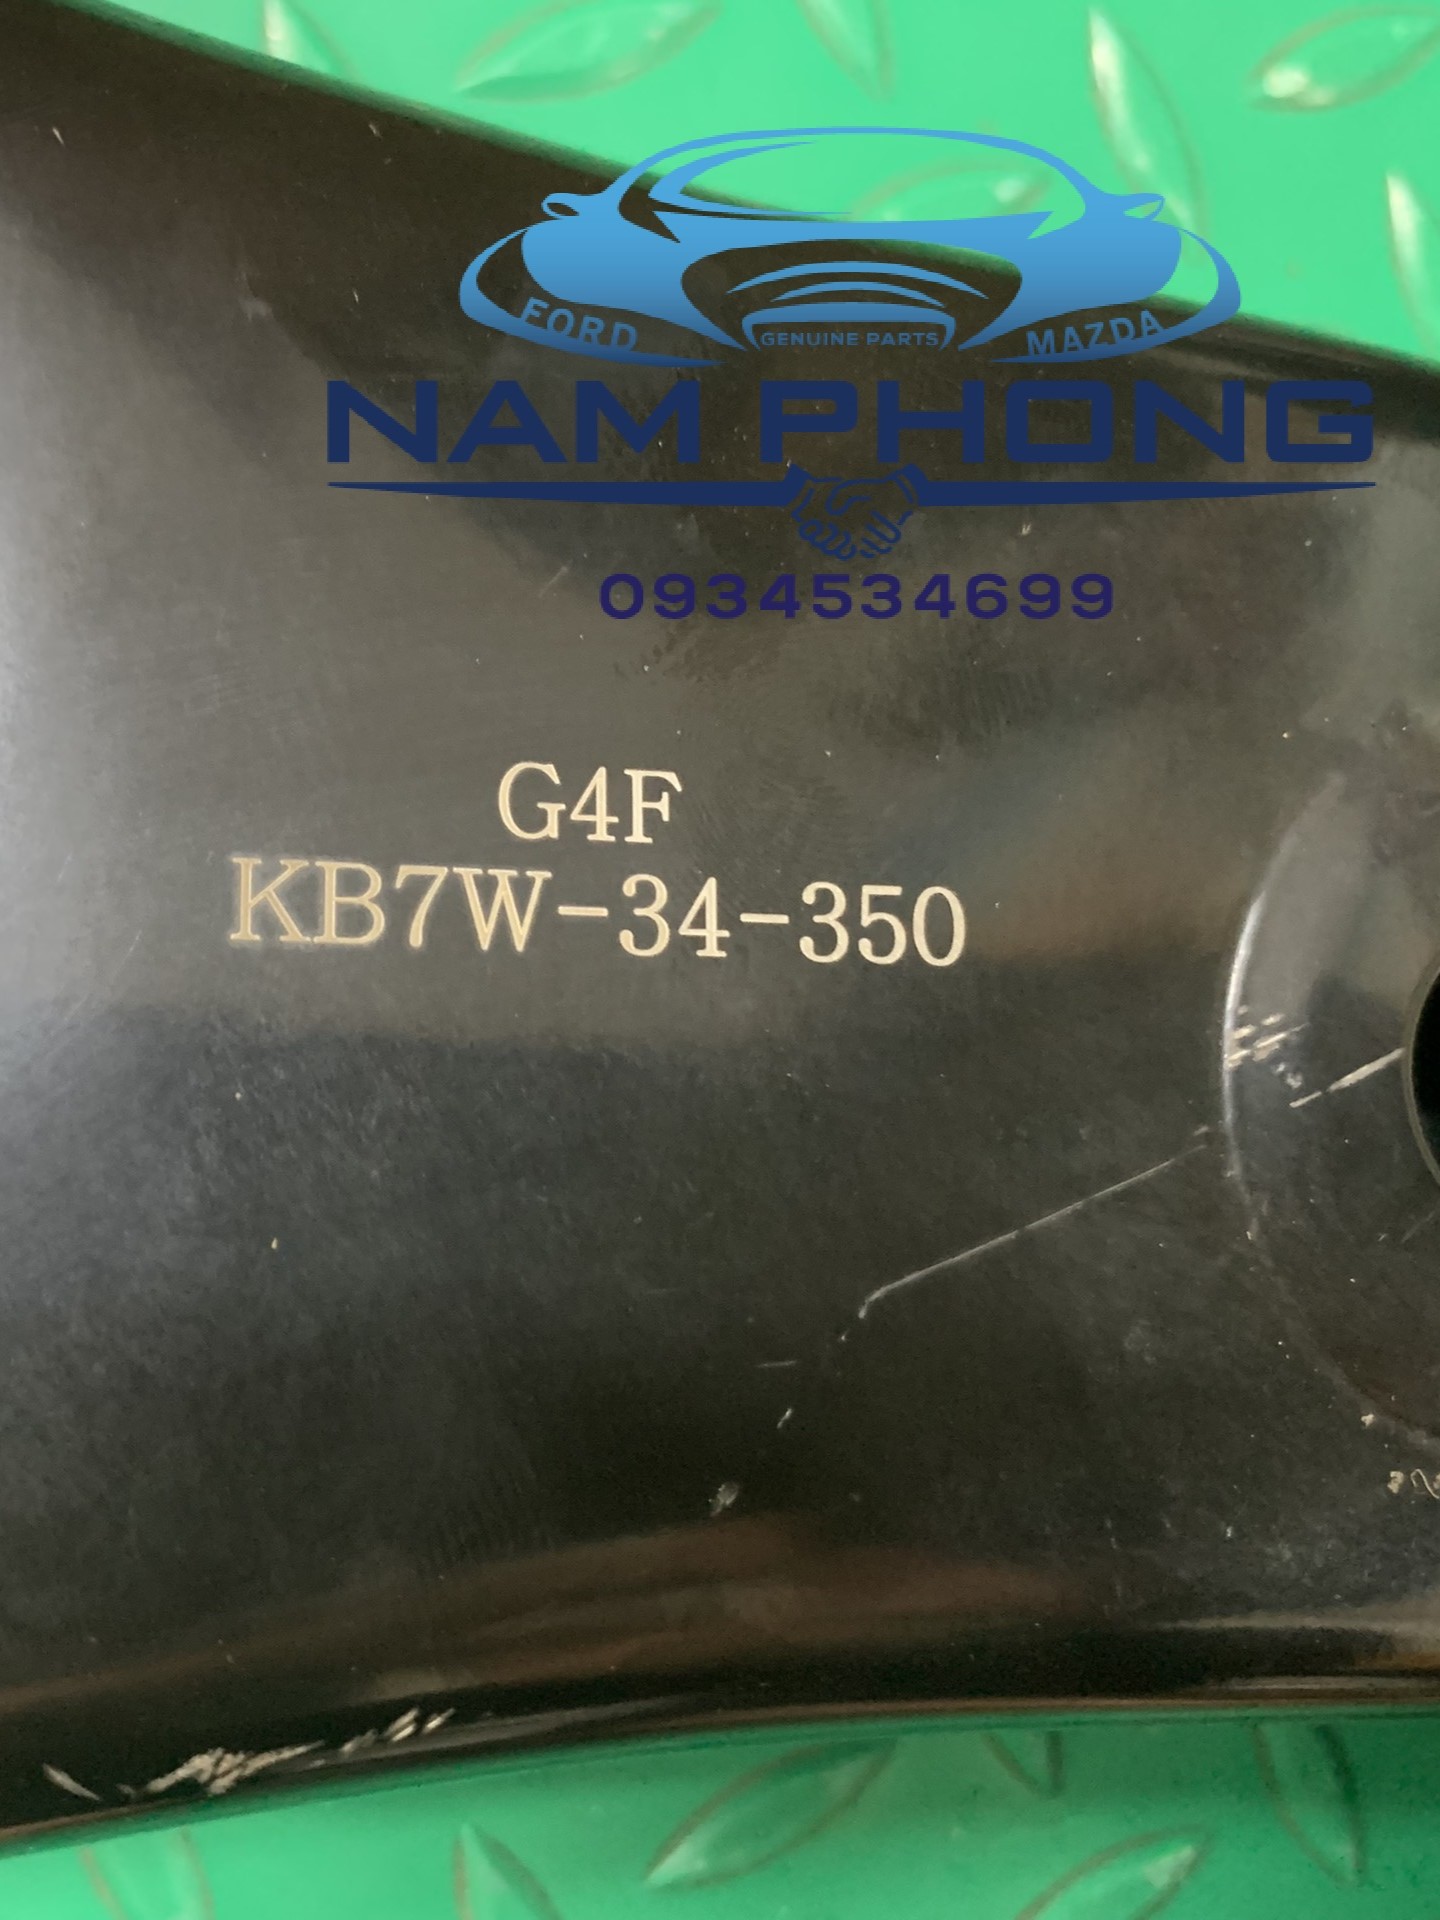 FORD
GENUINE PARTS
MAZDA
NAM PHONG
0934534699
G4F
KB7W-34-350